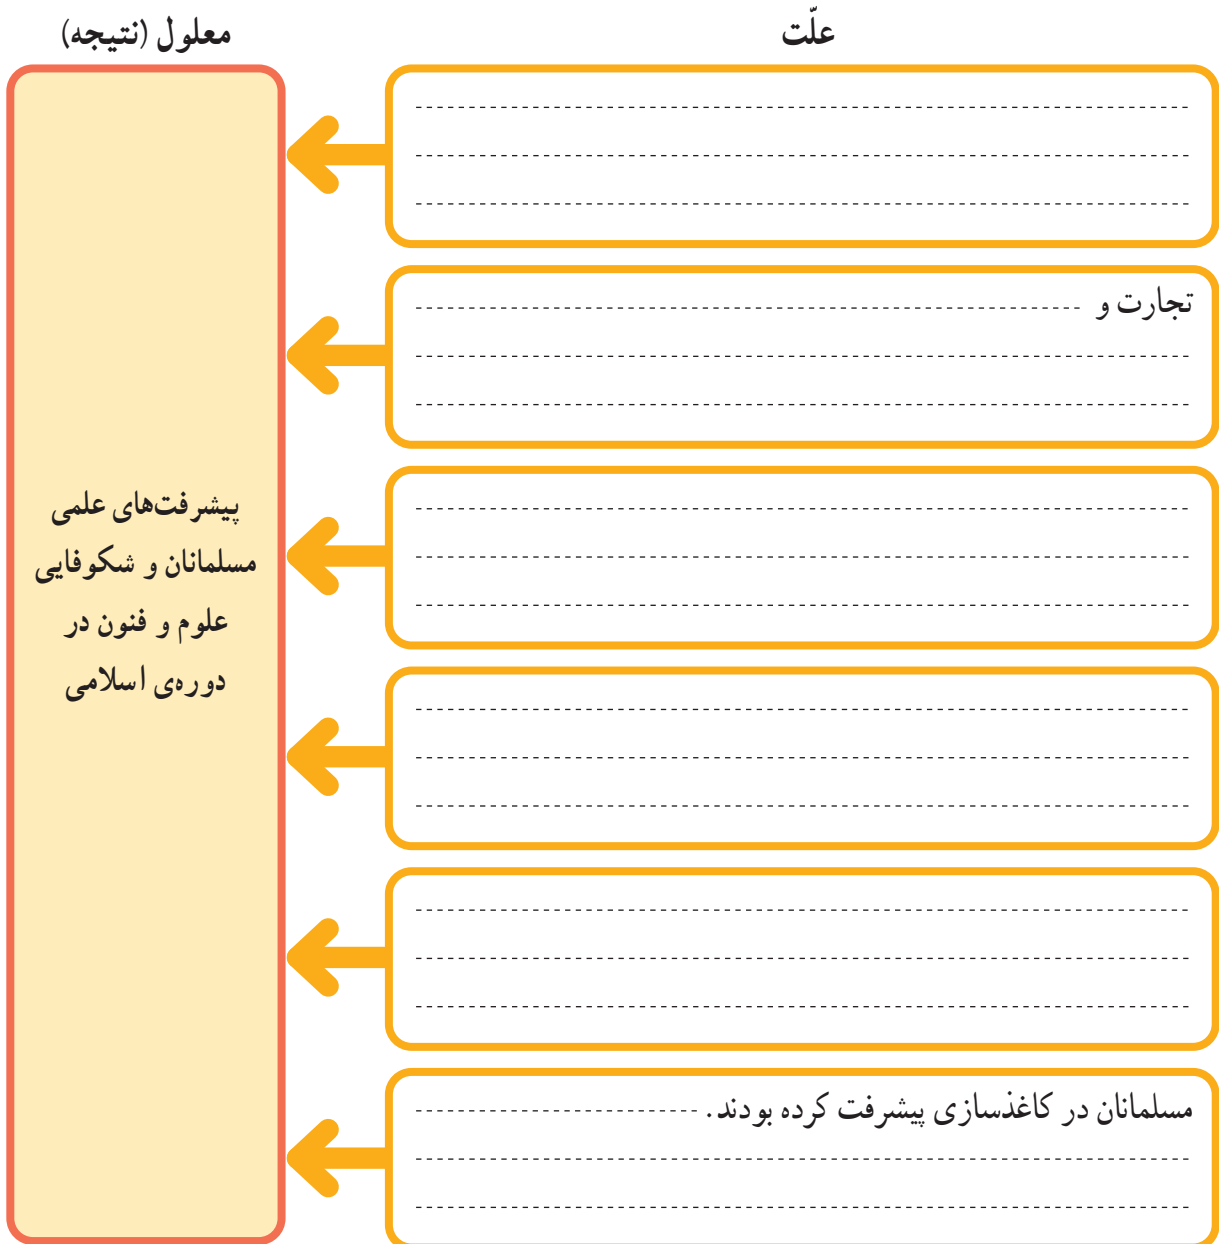 علّت
معلول (نتیجه)
تجارت و
پیشرفت‌های علمی
مسلمانان و شکوفایی
علوم و فنون در
دوره‌ی اسلامی
مسلمانان در کاغذسازی پیشرفت کرده بودند.